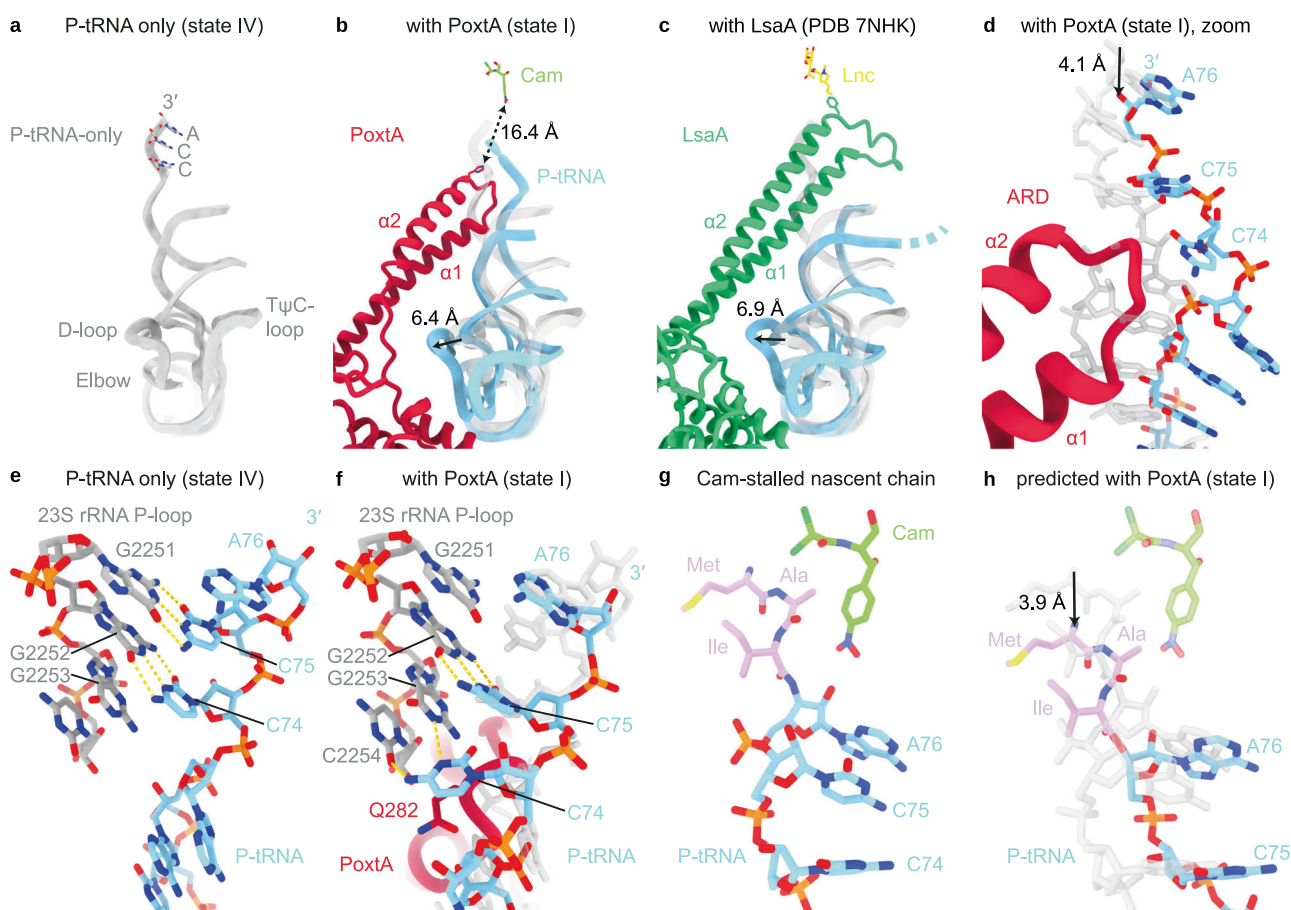 a P-tRNA only (state IV)
3′
P-tRNA-only
A
C
C
D-loop
TψC-
loop
Elbow
b with PoxtA (state I)
Cam
PoxtA
16.4 Å
P-tRNA
α2
α1
6.4 Å
c with LsaA (PDB 7NHK)
Lnc
LsaA
α2
α1
6.9 Å
d with PoxtA (state I), zoom
4.1 Å
3′
A76
C75
ARD
C74
α2
α1
e P-tRNA only (state IV)
23S rRNA P-loop
3′
G2251
A76
G2252
C75
G2253
C74
P-tRNA
f with PoxtA (state I)
23S rRNA P-loop
G2251
A76
3′
G2252
G2253
C75
C2254
C74
Q282
P-tRNA
PoxtA
g Cam-stalled nascent chain
Cam
Met
Ala
Ile
A76
C75
P-tRNA
C74
h predicted with PoxtA (state I)
Cam
3.9 Å
Met
Ala
Ile
A76
P-tRNA
C75